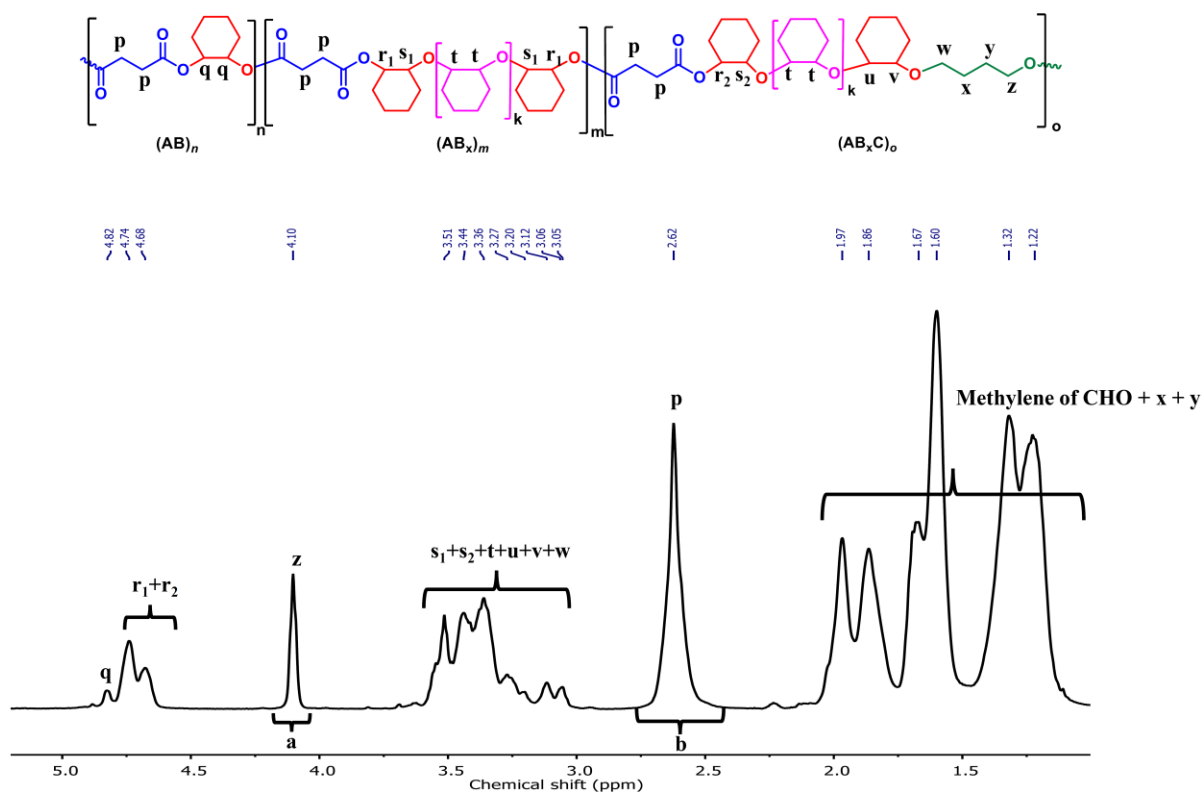 p p p p p p
O O O O O O
O q q O O r₁ s₁ O t t O s₁ r₁ O O r₂ s₂ O t t O u v O w x y z O
p p p
n k m k o
(AB)n (ABx)m (ABxC)o
4.82 4.74 4.68 4.10 3.51 3.44 3.36 3.27 3.20 3.12 3.06 3.05 2.62 1.97 1.86 1.67 1.60 1.32 1.22
p
Methylene of CHO + x + y
z
s₁+s₂+t+u+v+w
r₁+r₂
q
a b
5.0 4.5 4.0 3.5 3.0 2.5 2.0 1.5
Chemical shift (ppm)